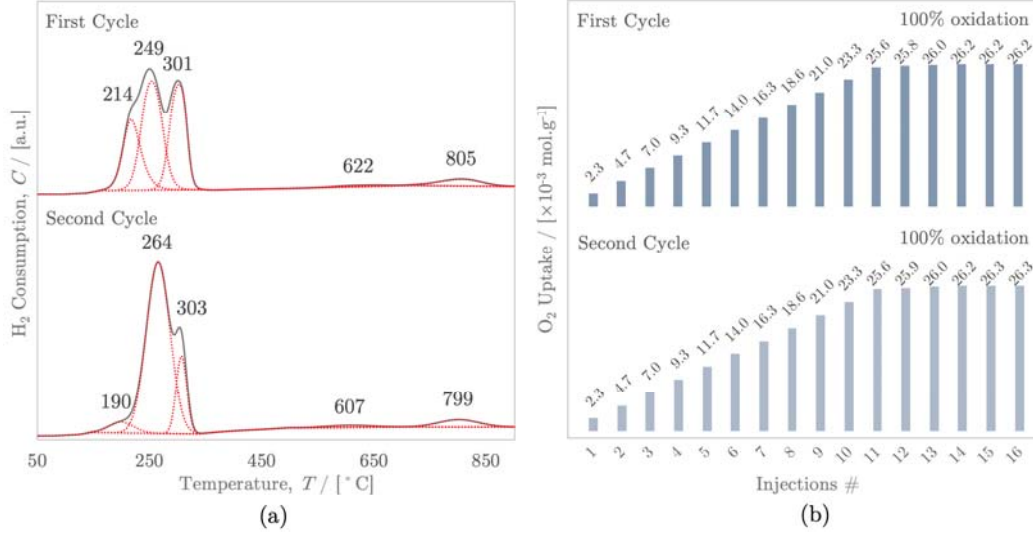 First Cycle
249
301
214
622
805
Second Cycle
264
303
190
607
799
H₂ Consumption, C / [a.u.]
50 250 450 650 850
Temperature, T / [°C]
(a)
First Cycle
100% oxidation
2.3 4.7 7.0 9.3 11.7 14.0 16.3 18.6 21.0 23.3 25.6 25.8 26.0 26.2 26.2 26.2
Second Cycle
100% oxidation
2.3 4.7 7.0 9.3 11.7 14.0 16.3 18.6 21.0 23.3 25.6 25.9 26.0 26.2 26.3 26.3
O₂ Uptake / [×10⁻³ mol.g⁻¹]
1 2 3 4 5 6 7 8 9 10 11 12 13 14 15 16
Injections #
(b)